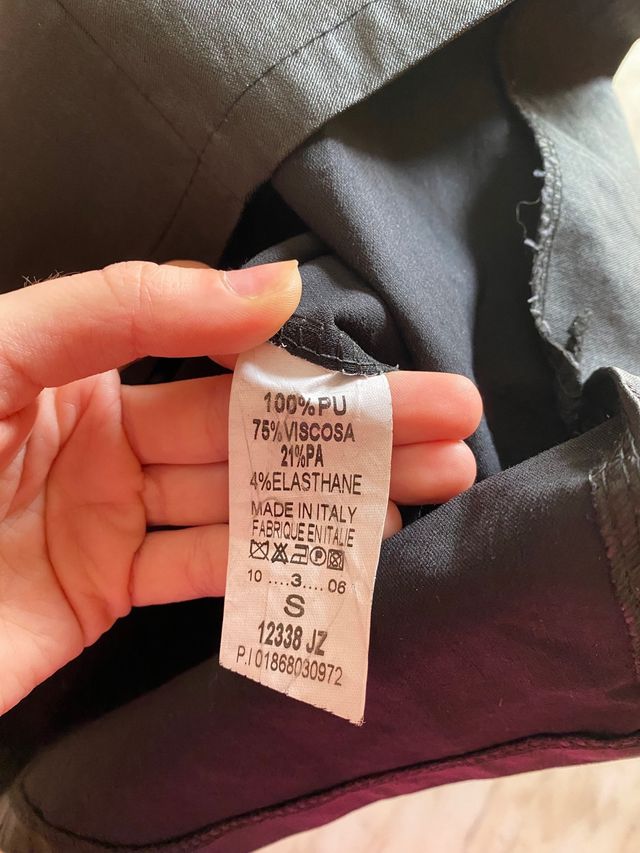 100%PU
75%VISCOSA
21%PA
4%ELASTHANE
MADE IN ITALY
FABRIQUE EN ITALIE
P
10 ....3.... 06
S
12338 JZ
P.I 01868030972